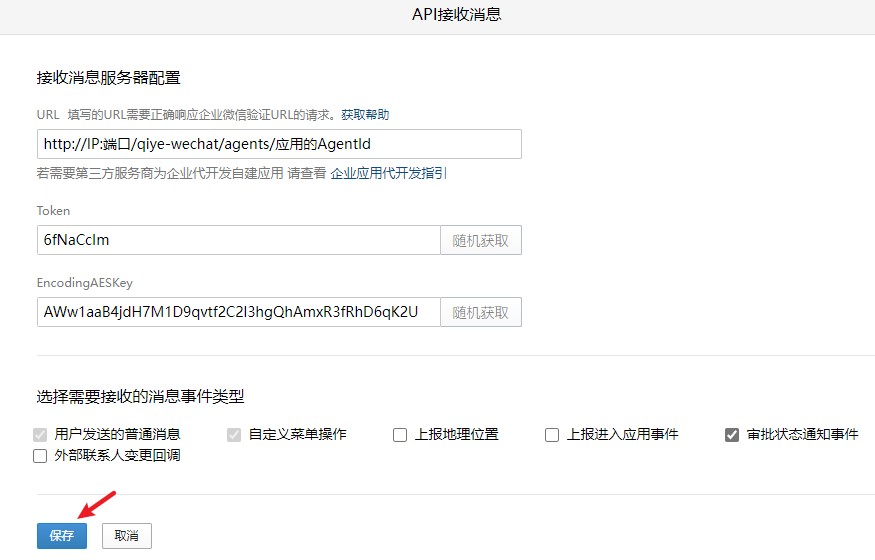 API接收消息
接收消息服务器配置
URL 填写的URL需要正确响应企业微信验证URL的请求。获取帮助
http://IP:端口/qiye-wechat/agents/应用的AgentId
若需要第三方服务商为企业代开发自建应用 请查看 企业应用代开发指引
Token
6fNaCcIm 随机获取
EncodingAESKey
AWw1aaB4jdH7M1D9qvtf2C2I3hgQhAmxR3fRhD6qK2U 随机获取
选择需要接收的消息事件类型
用户发送的普通消息 自定义菜单操作 上报地理位置 上报进入应用事件 审批状态通知事件
外部联系人变更回调
保存 取消